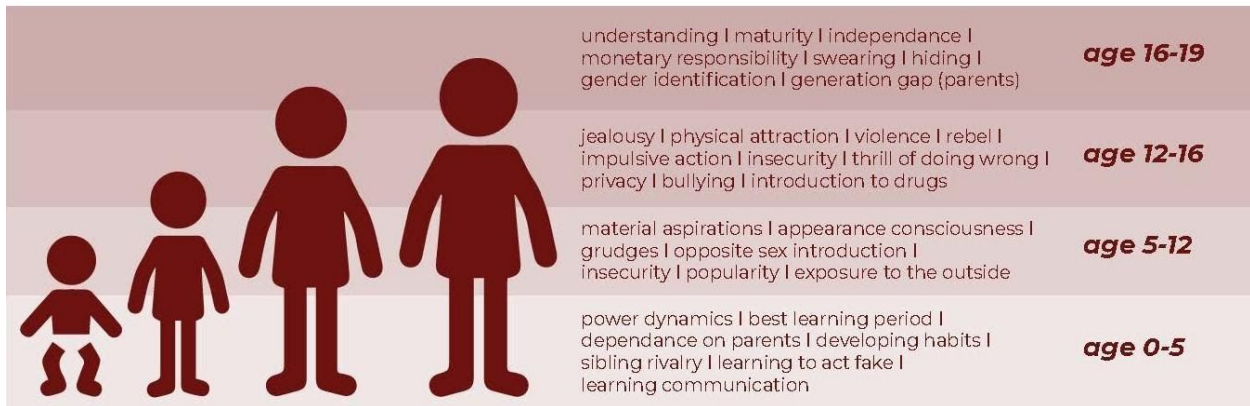 understanding I maturity I independance I
monetary responsibility I swearing I hiding I
gender identification I generation gap (parents)
age 16-19
jealousy I physical attraction I violence I rebel I
impulsive action I insecurity I thrill of doing wrong I
privacy I bullying I introduction to drugs
age 12-16
material aspirations I appearance consciousness I
grudges I opposite sex introduction I
insecurity I popularity I exposure to the outside
age 5-12
power dynamics I best learning period I
dependance on parents I developing habits I
sibling rivalry I learning to act fake I
learning communication
age 0-5